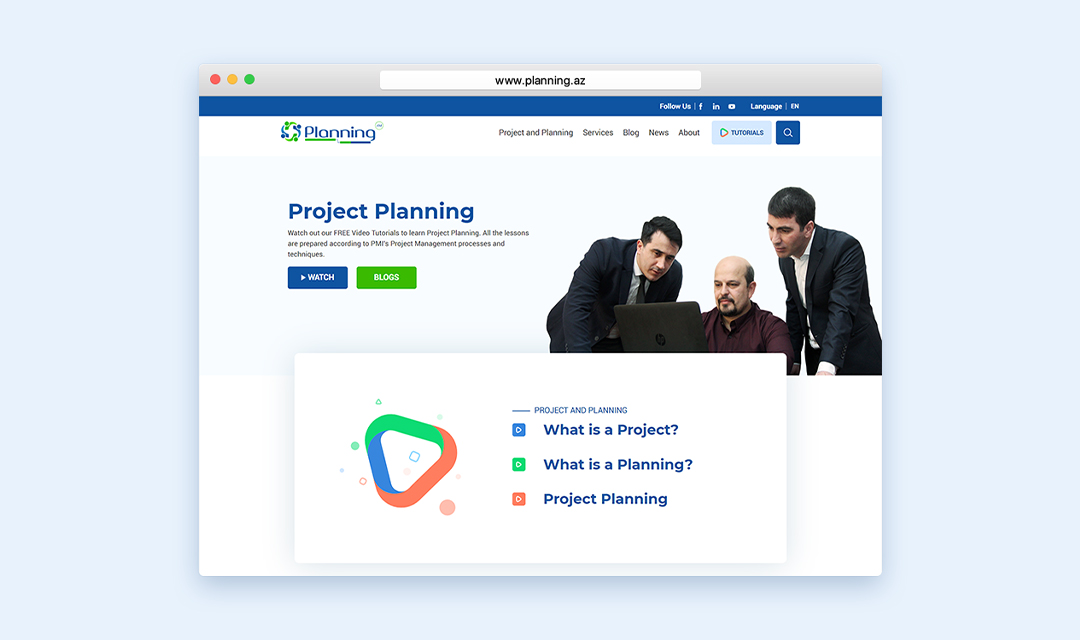 www.planning.az
Follow Us | f in | Language | EN
Planning
Project and Planning Services Blog News About TUTORIALS
Project Planning
Watch out our FREE Video Tutorials to learn Project Planning. All the lessons
are prepared according to PMI's Project Management processes and
techniques.
WATCH BLOGS
hp
PROJECT AND PLANNING
What is a Project?
What is a Planning?
Project Planning